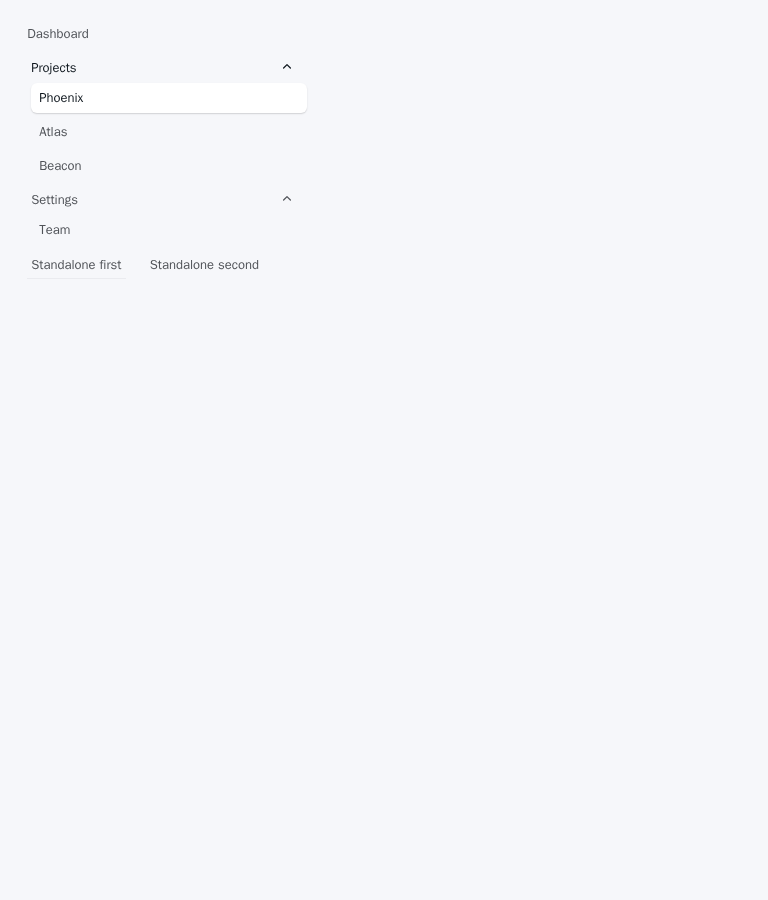 Dashboard
Projects
Phoenix
Atlas
Beacon
Settings
Team
Standalone first Standalone second